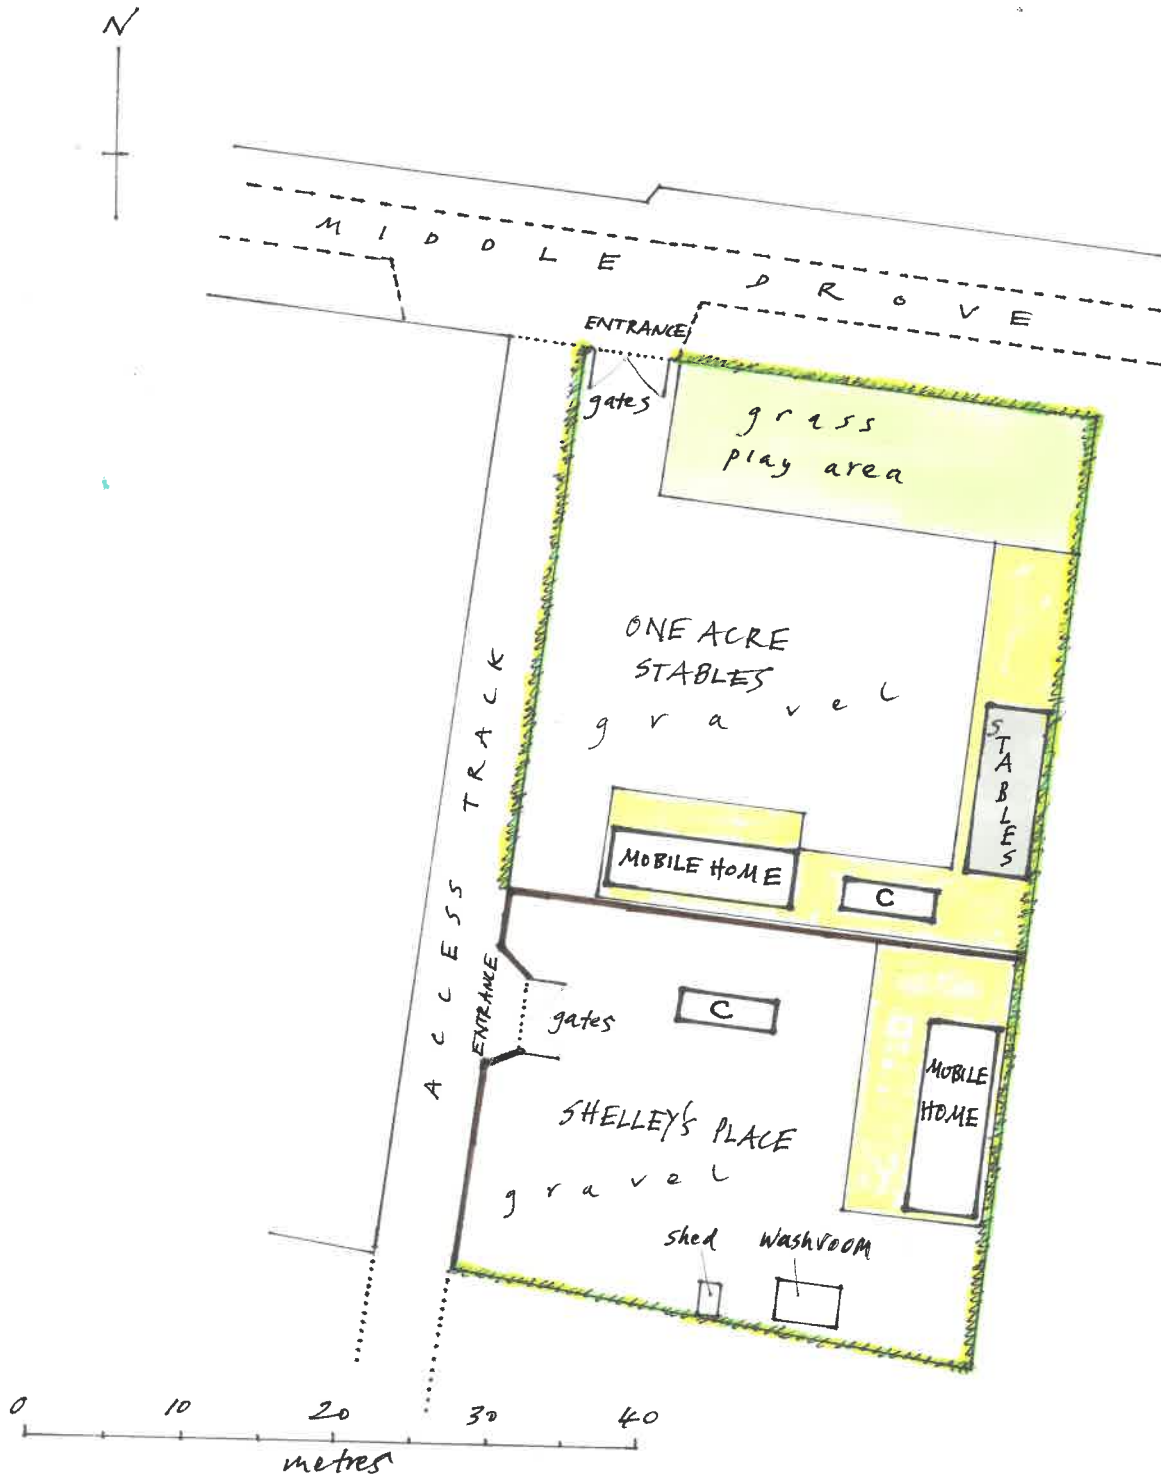 N
MIDDLE DROVE
ENTRANCE
gates
grass
play area
ONE ACRE
STABLES
gravel
STABLES
MOBILE HOME
C
ACCESS TRACK
ENTRANCE
gates
C
MOBILE
HOME
SHELLEY'S PLACE
gravel
shed
washroom
0 10 20 30 40
metres